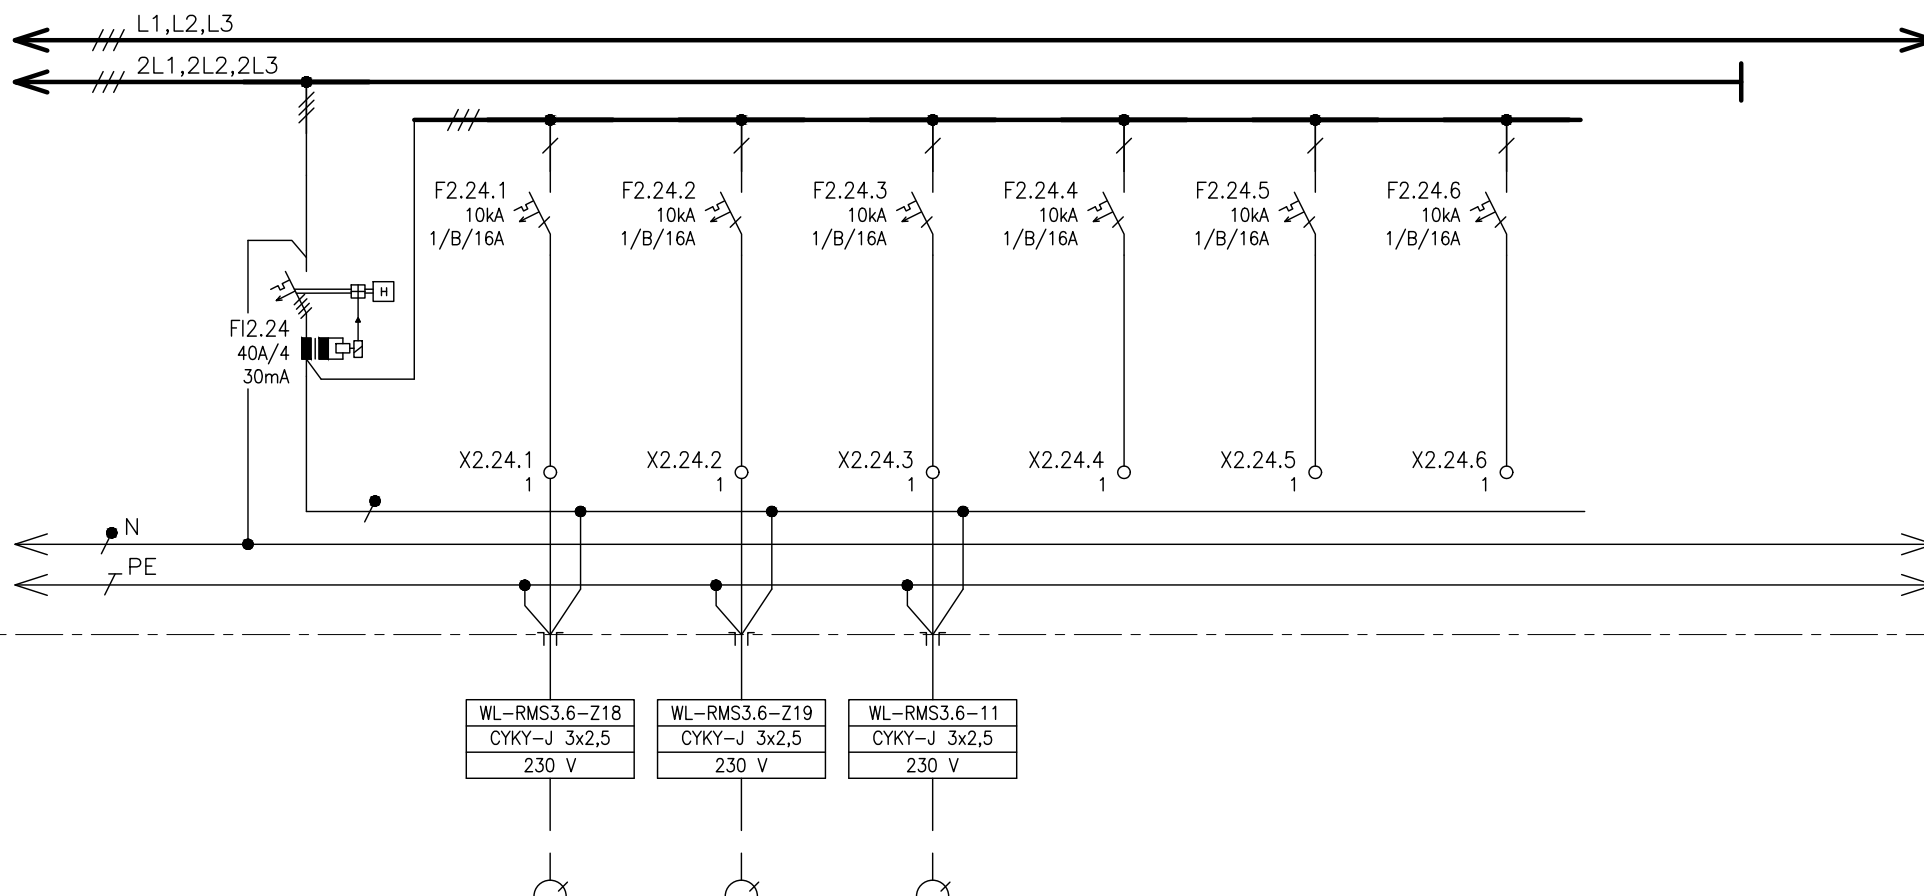 L1,L2,L3
2L1,2L2,2L3
F2.24.1
10kA
1/B/16A
F2.24.2
10kA
1/B/16A
F2.24.3
10kA
1/B/16A
F2.24.4
10kA
1/B/16A
F2.24.5
10kA
1/B/16A
F2.24.6
10kA
1/B/16A
H
FI2.24
40A/4
30mA
X2.24.1
1
X2.24.2
1
X2.24.3
1
X2.24.4
1
X2.24.5
1
X2.24.6
1
N
PE
WL-RMS3.6-Z18
CYKY-J 3x2,5
230 V
WL-RMS3.6-Z19
CYKY-J 3x2,5
230 V
WL-RMS3.6-11
CYKY-J 3x2,5
230 V